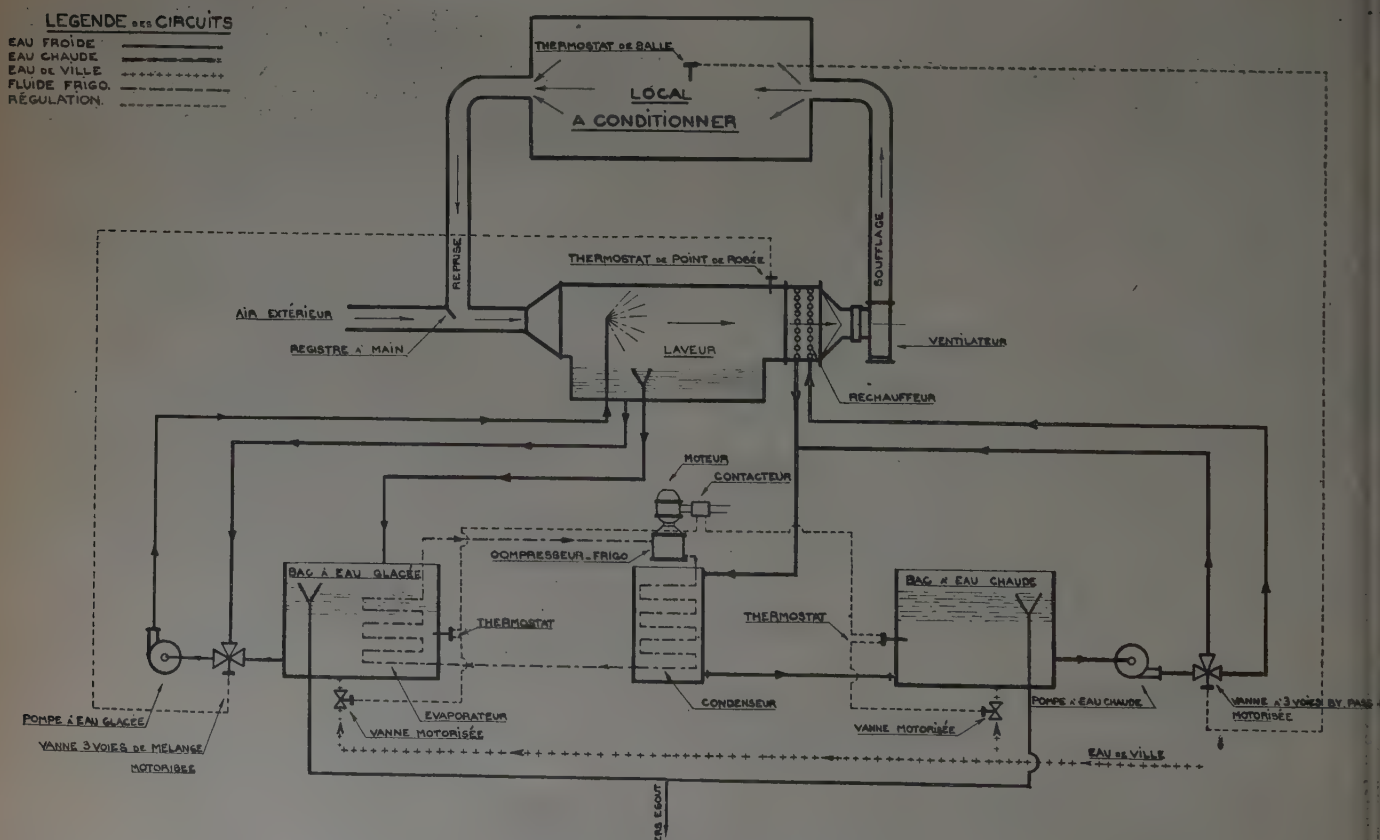 LEGENDE DES CIRCUITS
EAU FROIDE
EAU CHAUDE
EAU DE VILLE
FLUIDE FRIGO.
RÉGULATION.
THERMOSTAT DE SALLE
LOCAL
A CONDITIONNER
REPRISE
SOUFFLAGE
THERMOSTAT DE POINT DE ROSÉE
AIR EXTÉRIEUR
REGISTRE A MAIN
LAVEUR
VENTILATEUR
RECHAUFFEUR
MOTEUR
CONTACTEUR
COMPRESSEUR-FRIGO
BAC À EAU GLACÉE
BAC A EAU CHAUDE
THERMOSTAT
THERMOSTAT
CONDENSEUR
EVAPORATEUR
POMPE À EAU GLACÉE
VANNE MOTORISÉE
VANNE 3 VOIES DE MÉLANGE
MOTORISEE
VANNE MOTORISÉE
POMPE A EAU CHAUDE
VANNE A 3 VOIES BY. PASS
MOTORISÉE
EAU DE VILLE
VERS EGOUT